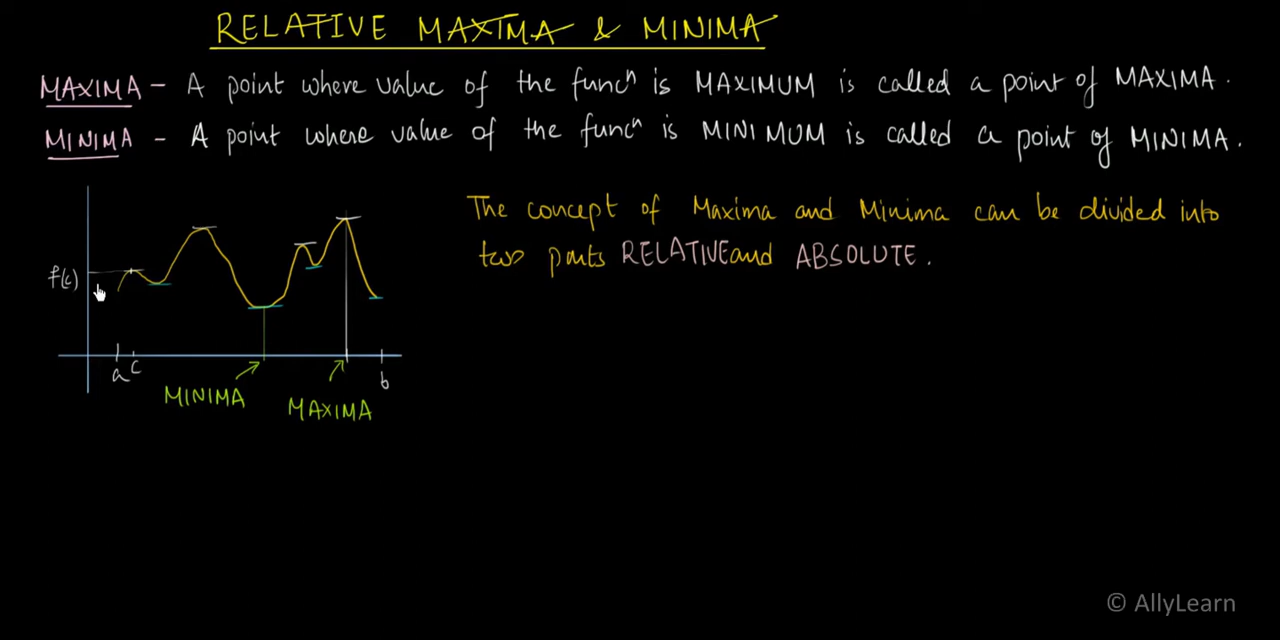 RELATIVE MAXIMA & MINIMA
MAXIMA - A point where value of the funcⁿ is MAXIMUM is called a point of MAXIMA.
MINIMA - A point where value of the funcⁿ is MINIMUM is called a point of MINIMA.
The concept of Maxima and Minima can be divided into
two parts RELATIVE and ABSOLUTE.
f(c)
a c b
MINIMA MAXIMA
© AllyLearn